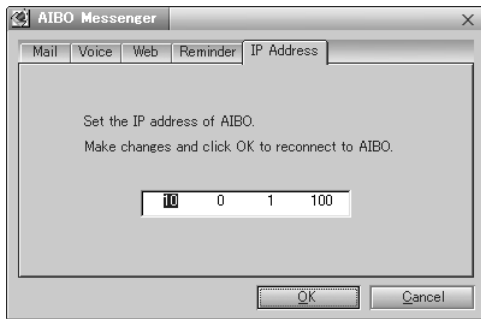 AIBO Messenger
Mail Voice Web Reminder IP Address
Set the IP address of AIBO.
Make changes and click OK to reconnect to AIBO.
10 0 1 100
OK Cancel